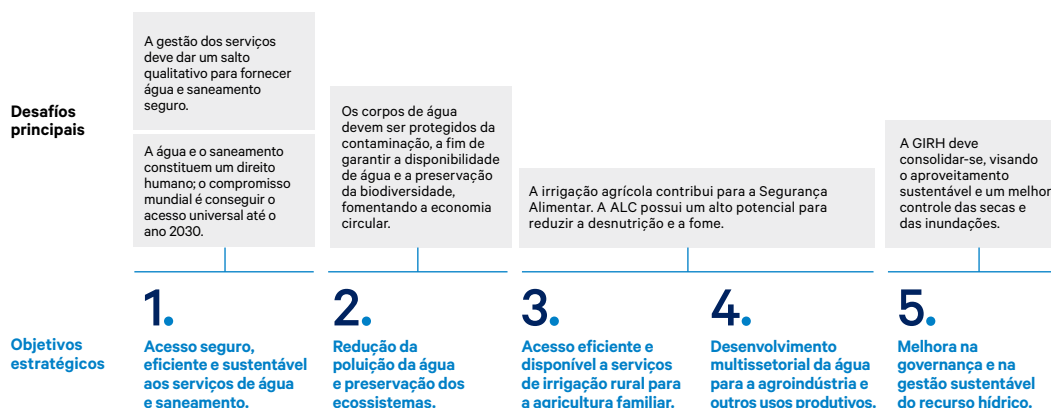 Desafíos
principais
A gestão dos serviços
deve dar um salto
qualitativo para fornecer
água e saneamento
seguro.
A água e o saneamento
constituem um direito
humano; o compromisso
mundial é conseguir o
acesso universal até o
ano 2030.
Os corpos de água
devem ser protegidos da
contaminação, a fim de
garantir a disponibilidade
de água e a preservação
da biodiversidade,
fomentando a economia
circular.
A irrigação agrícola contribui para a Segurança
Alimentar. A ALC possui um alto potencial para
reduzir a desnutrição e a fome.
A GIRH deve
consolidar-se, visando
o aproveitamento
sustentável e um melhor
controle das secas e
das inundações.
Objetivos
estratégicos
1.
Acesso seguro,
eficiente e sustentável
aos serviços de água
e saneamento.
2.
Redução da
poluição da água
e preservação dos
ecossistemas.
3.
Acesso eficiente e
disponível a serviços
de irrigação rural para
a agricultura familiar.
4.
Desenvolvimento
multissetorial da água
para a agroindústria e
outros usos produtivos.
5.
Melhora na
governança e na
gestão sustentável
do recurso hídrico.